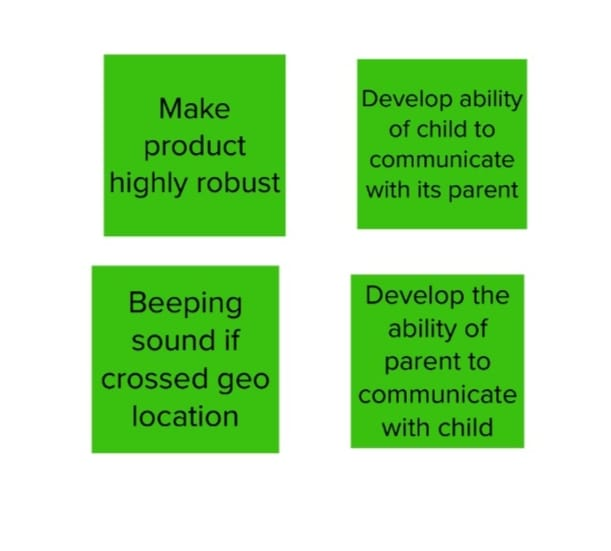 Make
product
highly robust
Develop ability
of child to
communicate
with its parent
Beeping
sound if
crossed geo
location
Develop the
ability of
parent to
communicate
with child